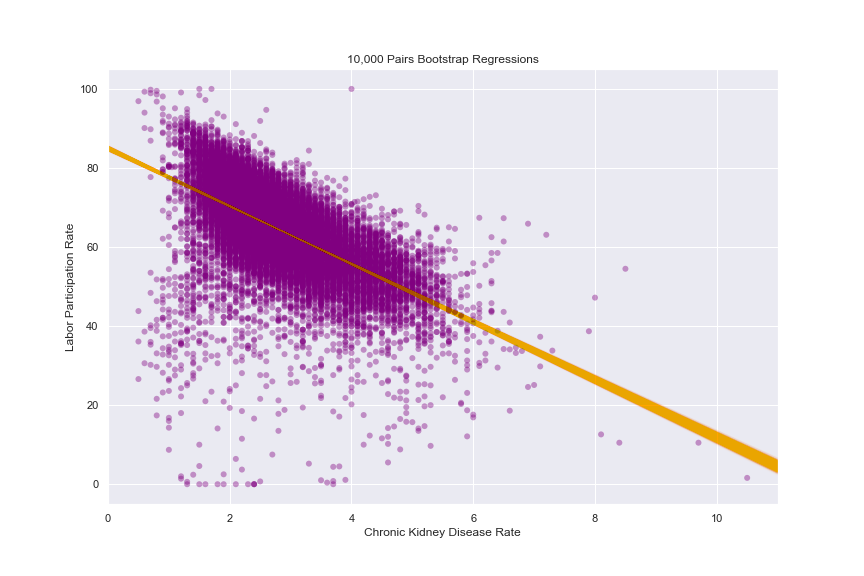 10,000 Pairs Bootstrap Regressions
100
80
60
40
20
0
Labor Participation Rate
0 2 4 6 8 10
Chronic Kidney Disease Rate